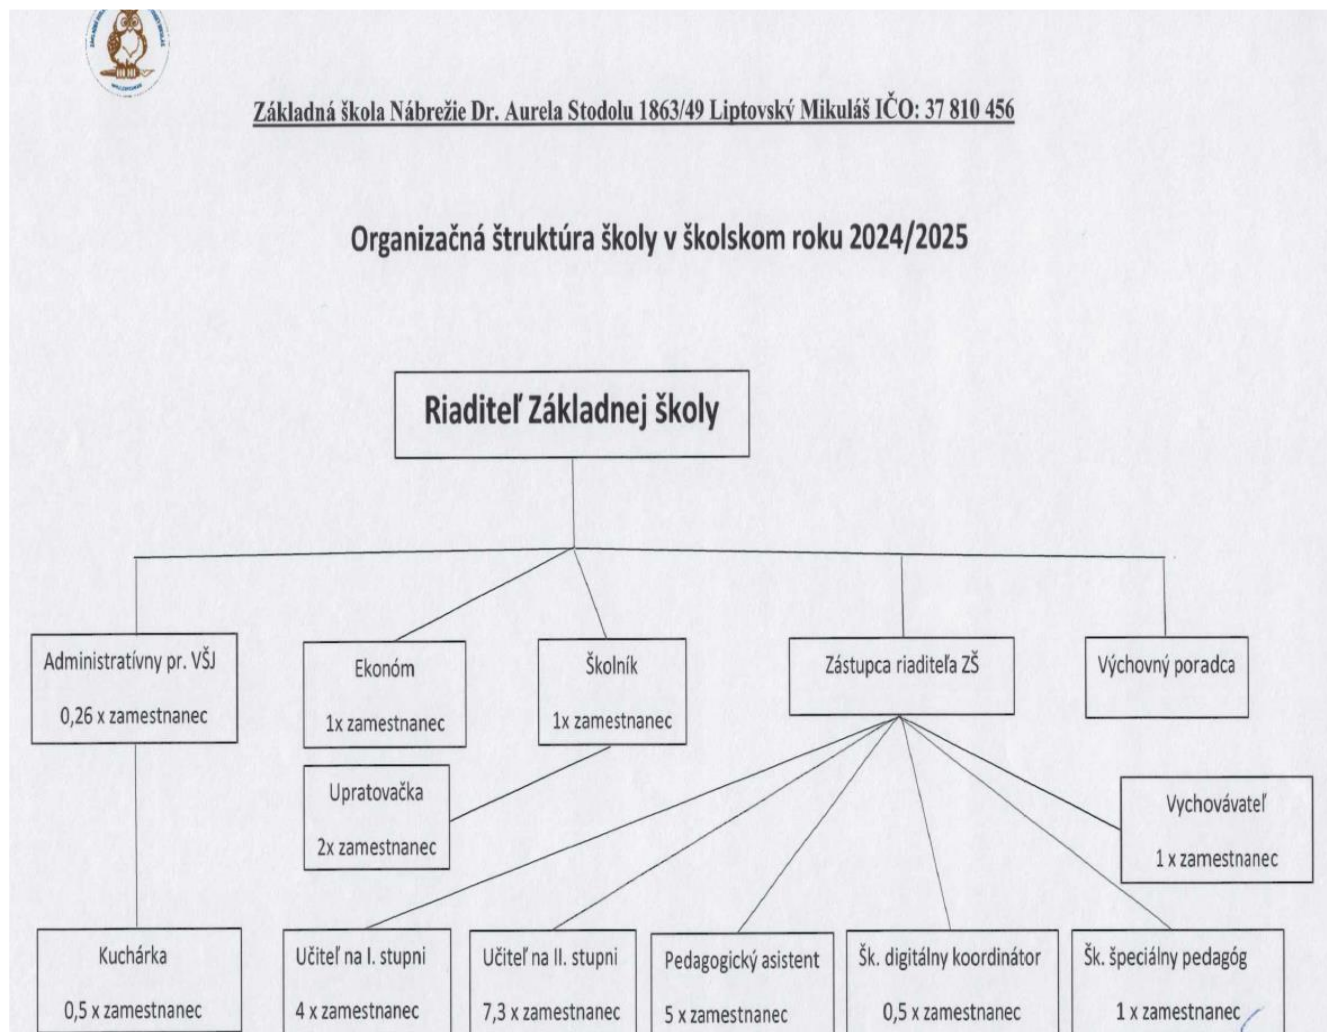 Základná škola Nábrežie Dr. Aurela Stodolu 1863/49 Liptovský Mikuláš IČO: 37 810 456
Organizačná štruktúra školy v školskom roku 2024/2025
Riaditeľ Základnej školy
Administratívny pr. VŠJ
0,26 x zamestnanec
Ekonóm
1x zamestnanec
Školník
1x zamestnanec
Zástupca riaditeľa ZŠ
Výchovný poradca
Upratovačka
2x zamestnanec
Vychovávateľ
1 x zamestnanec
Kuchárka
0,5 x zamestnanec
Učiteľ na I. stupni
4 x zamestnanec
Učiteľ na II. stupni
7,3 x zamestnanec
Pedagogický asistent
5 x zamestnanec
Šk. digitálny koordinátor
0,5 x zamestnanec
Šk. špeciálny pedagóg
1 x zamestnanec